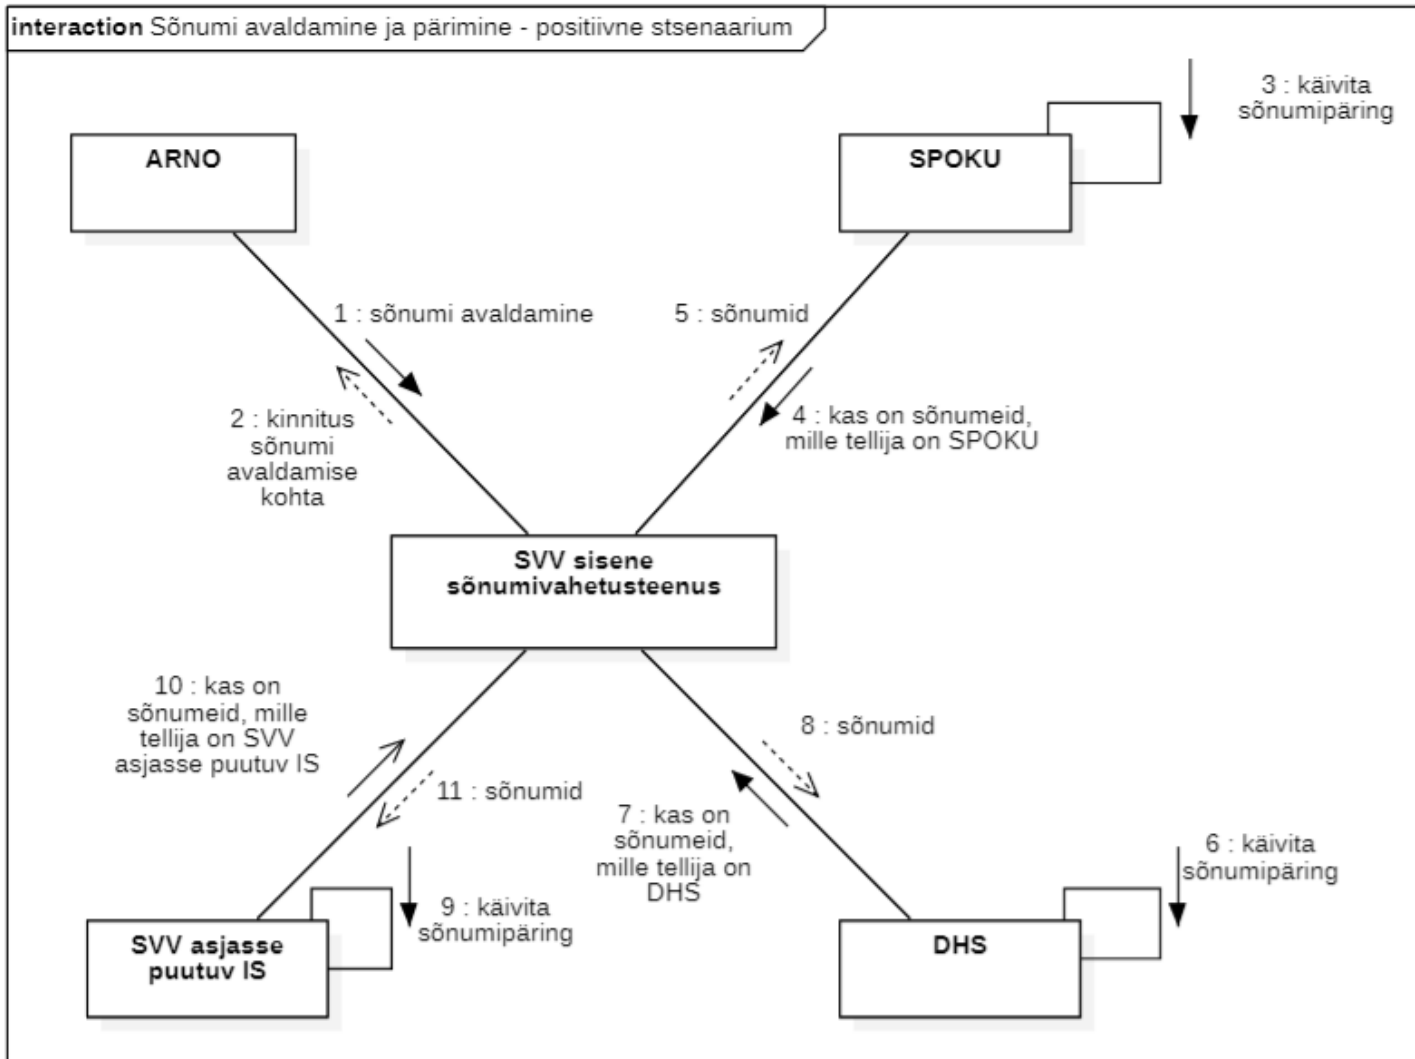 interaction Sõnumi avaldamine ja pärimine - positiivne stsenaarium
3 : käivita
sõnumipäring
ARNO
SPOKU
1 : sõnumi avaldamine
5 : sõnumid
2 : kinnitus
sõnumi
avaldamise
kohta
4 : kas on sõnumeid,
mille tellija on SPOKU
SVV sisene
sõnumivahetusteenus
10 : kas on
sõnumeid, mille
tellija on SVV
asjasse puutuv IS
8 : sõnumid
11 : sõnumid
7 : kas on
sõnumeid,
mille tellija on
DHS
6 : käivita
sõnumipäring
9 : käivita
sõnumipäring
SVV asjasse
puutuv IS
DHS